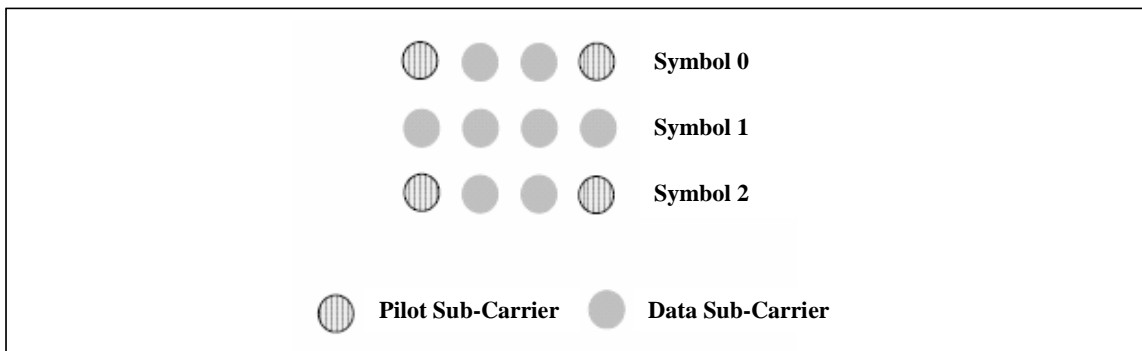 Symbol 0
Symbol 1
Symbol 2
Pilot Sub-Carrier Data Sub-Carrier